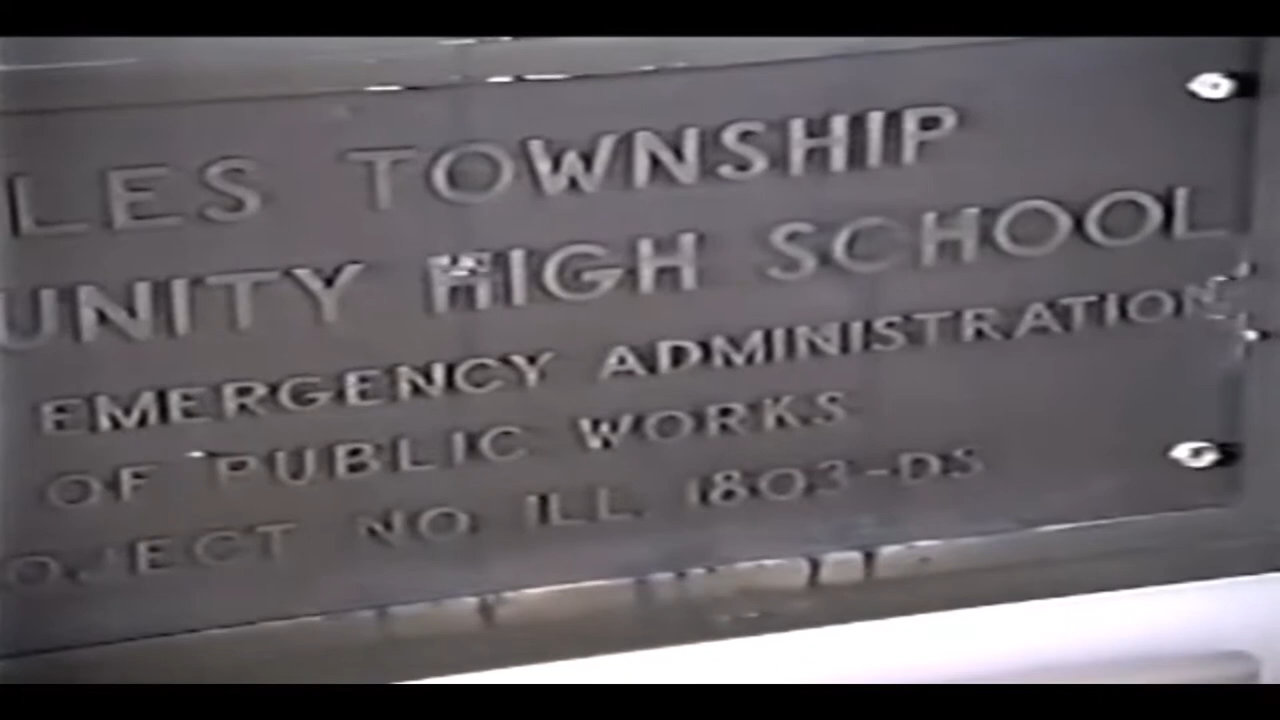 LES TOWNSHIP
UNITY HIGH SCHOOL
EMERGENCY ADMINISTRATION
OF PUBLIC WORKS
OJECT NO. ILL. 1803-DS